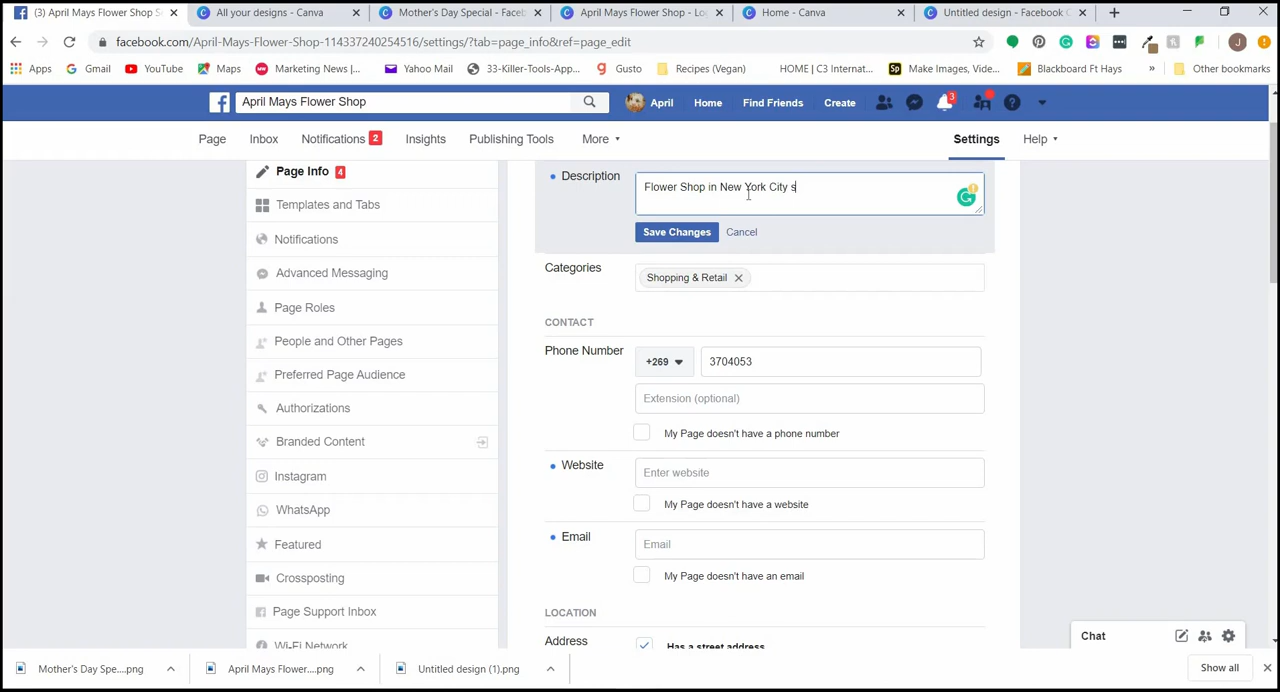 (3) April Mays Flower Shop S
All your designs - Canva
Mother's Day Special - Faceb
April Mays Flower Shop - Lo
Home - Canva
Untitled design - Facebook C
facebook.com/April-Mays-Flower-Shop-114337240254516/settings/?tab=page_info&ref=page_edit
Apps
Gmail
YouTube
Maps
Marketing News |...
Yahoo Mail
33-Killer-Tools-App...
Gusto
Recipes (Vegan)
HOME | C3 Internat...
Make Images, Vide...
Blackboard Ft Hays
»
Other bookmarks
April Mays Flower Shop
April
Home
Find Friends
Create
3
Page
Inbox
Notifications 2
Insights
Publishing Tools
More
Settings
Help
Page Info 4
Templates and Tabs
Notifications
Advanced Messaging
Page Roles
People and Other Pages
Preferred Page Audience
Authorizations
Branded Content
Instagram
WhatsApp
Featured
Crossposting
Page Support Inbox
Wi-Fi Network
Description
Flower Shop in New York City s
Save Changes
Cancel
Categories
Shopping & Retail
CONTACT
Phone Number
+269
3704053
Extension (optional)
My Page doesn't have a phone number
Website
Enter website
My Page doesn't have a website
Email
Email
My Page doesn't have an email
LOCATION
Address
Has a street address
Chat
Mother's Day Spe....png
April Mays Flower....png
Untitled design (1).png
Show all